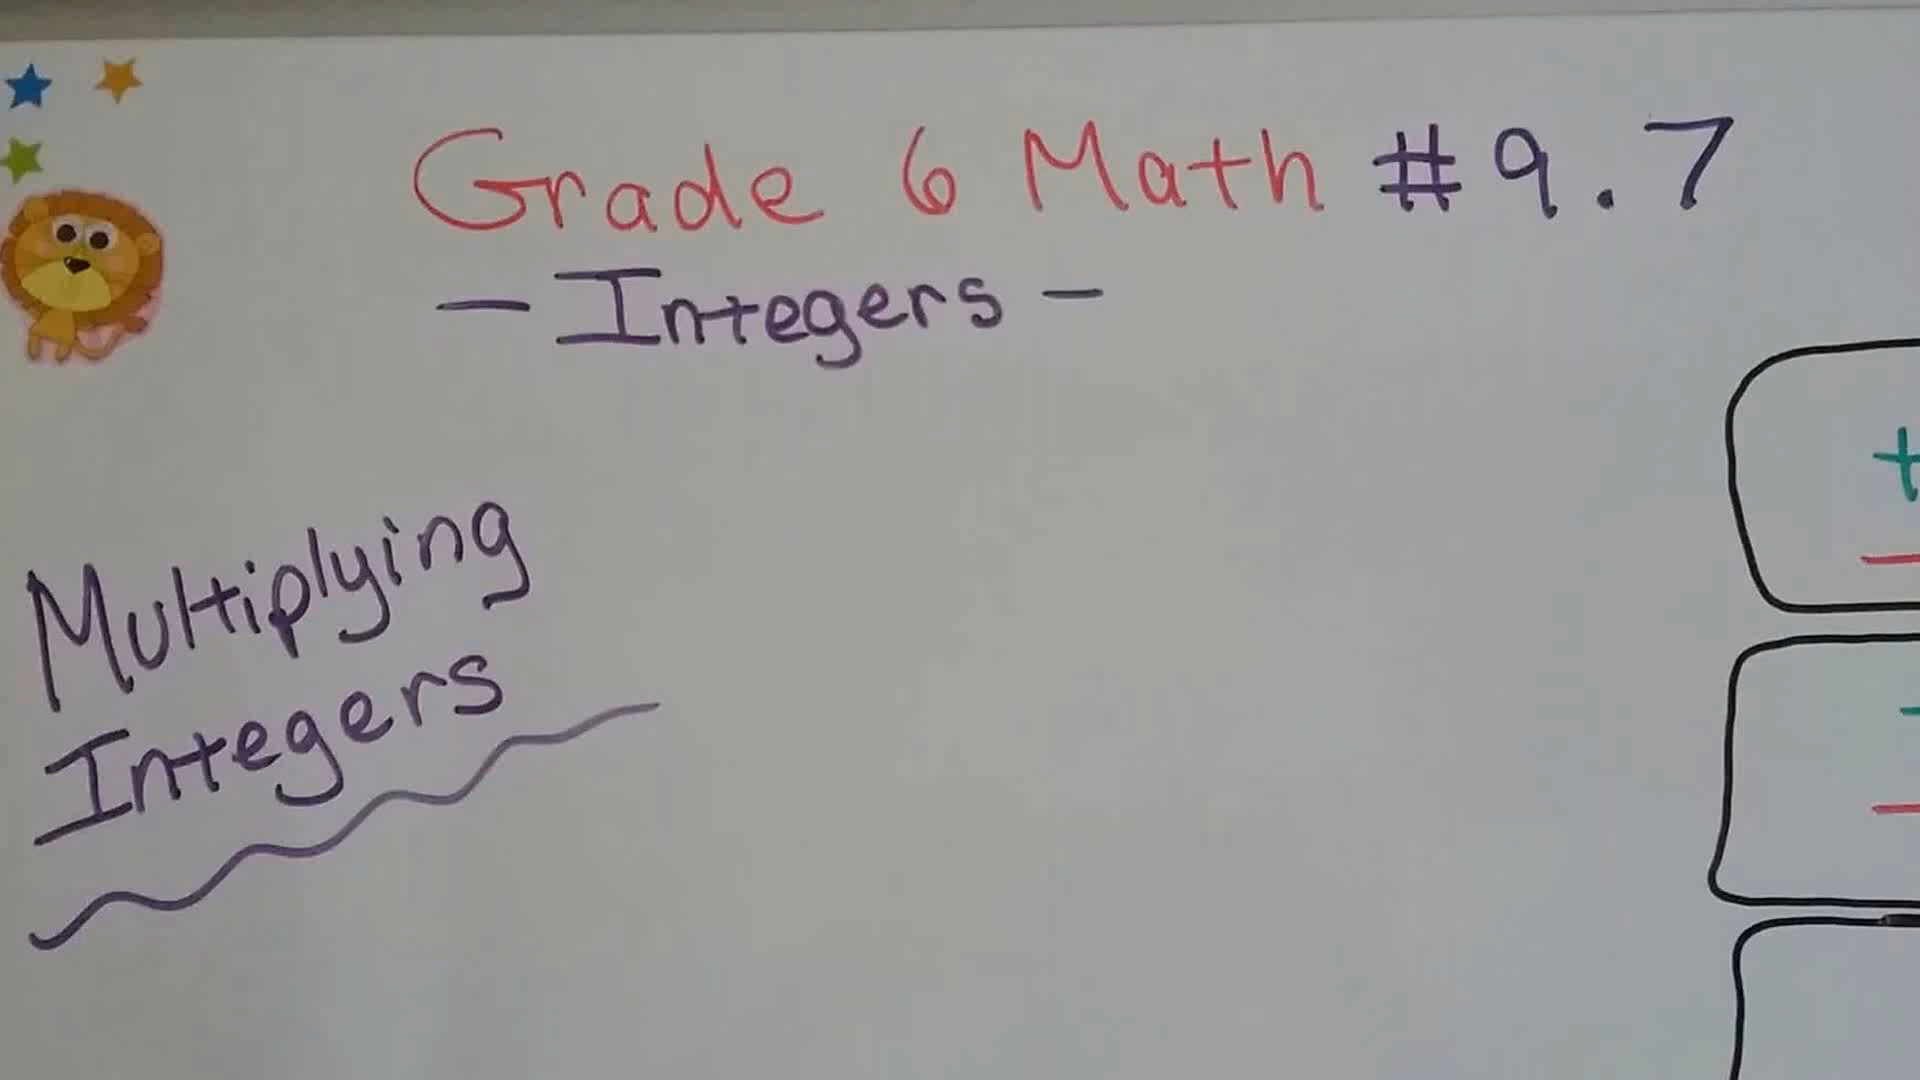 Grade 6 Math #9.7
- Integers -
Multiplying
Integers
+
-
-